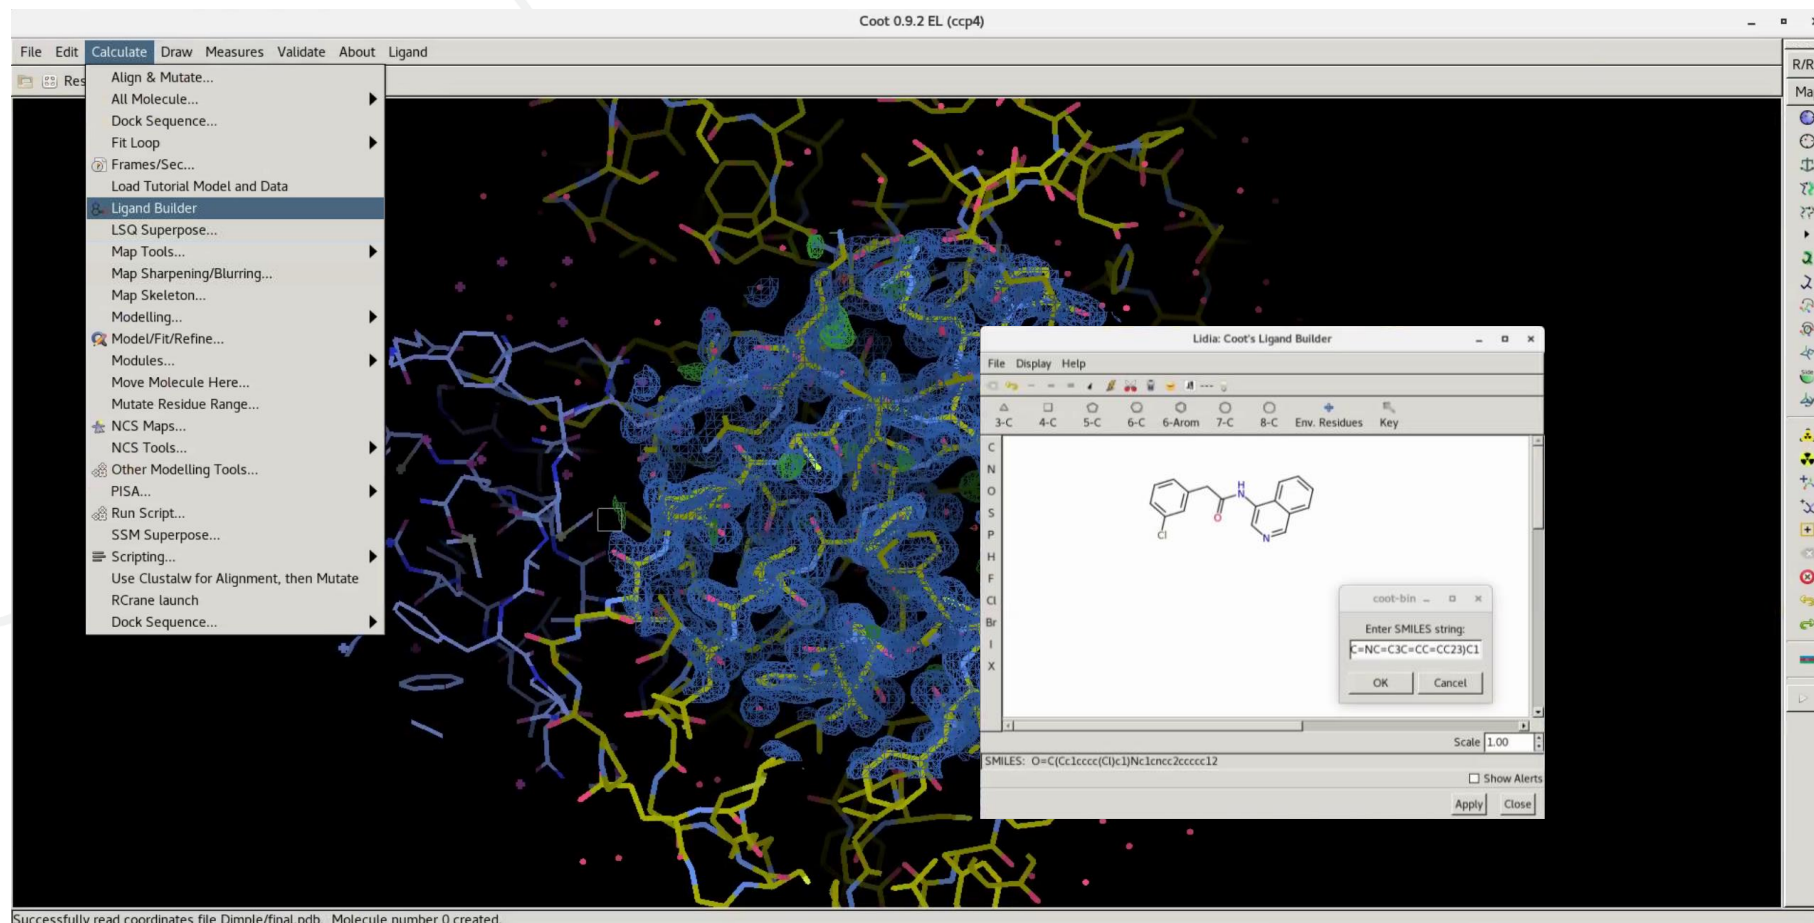 Coot 0.9.2 EL (ccp4)
File Edit Calculate Draw Measures Validate About Ligand
Align & Mutate...
All Molecule...
Dock Sequence...
Fit Loop
Frames/Sec...
Load Tutorial Model and Data
Ligand Builder
LSQ Superpose...
Map Tools...
Map Sharpening/Blurring...
Map Skeleton...
Modelling...
Model/Fit/Refine...
Modules...
Move Molecule Here...
Mutate Residue Range...
NCS Maps...
NCS Tools...
Other Modelling Tools...
PISA...
Run Script...
SSM Superpose...
Scripting...
Use Clustalw for Alignment, then Mutate
RCrane launch
Dock Sequence...
Res
R/R
Ma
Lidia: Coot's Ligand Builder
File Display Help
3-C 4-C 5-C 6-C 6-Arom 7-C 8-C Env. Residues Key
C
N
O
S
P
H
F
Cl
Br
I
X
H
N
O
Cl
N
coot-bin
Enter SMILES string:
C=NC=C3C=CC=CC23)C1
OK Cancel
Scale 1.00
SMILES: O=C(Cc1cccc(Cl)c1)Nc1cncc2ccccc12
Show Alerts
Apply Close
Successfully read coordinates file Dimple/final.pdb. Molecule number 0 created.